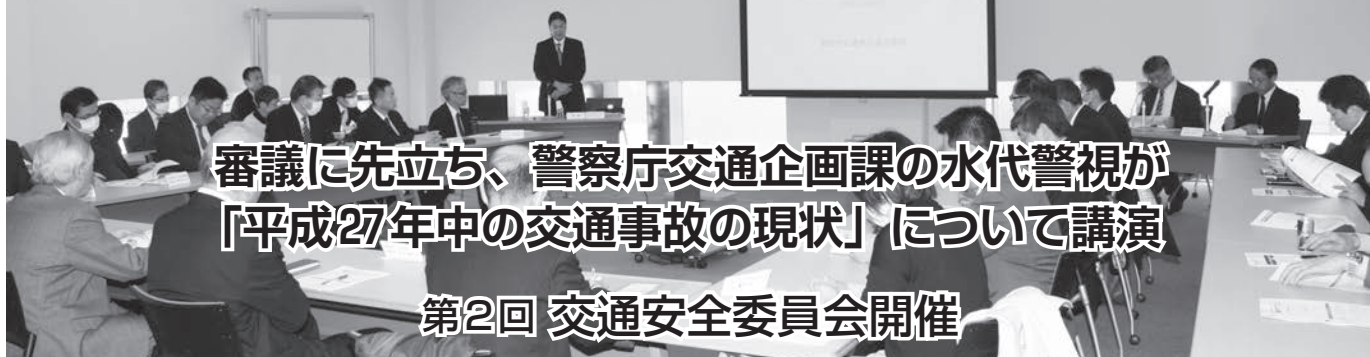 審議に先立ち、警察庁交通企画課の水代警視が
「平成27年中の交通事故の現状」について講演
第2回 交通安全委員会開催